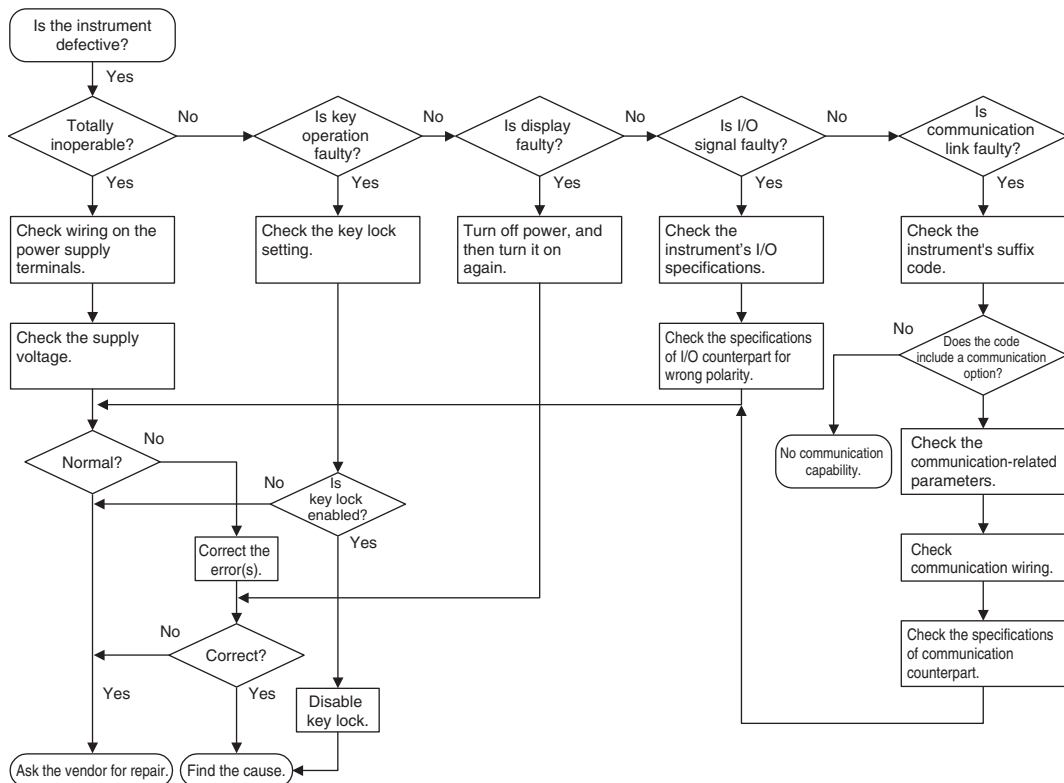 Is the instrument
defective?
Yes
Totally
inoperable?
No
Is key
operation
faulty?
No
Is display
faulty?
No
Is I/O
signal faulty?
No
Is
communication
link faulty?
Yes
Yes
Yes
Yes
Yes
Check wiring on the
power supply
terminals.
Check the key lock
setting.
Turn off power, and
then turn it on
again.
Check the
instrument's I/O
specifications.
Check the
instrument's suffix
code.
Check the supply
voltage.
Check the specifications
of I/O counterpart for
wrong polarity.
No
Does the code
include a communication
option?
No communication
capability.
Check the
communication-related
parameters.
Normal?
No
No
Is
key lock
enabled?
Yes
Correct the
error(s).
Check
communication wiring.
No
Correct?
Check the specifications
of communication
counterpart.
Yes
Yes
Disable
key lock.
Ask the vendor for repair.
Find the cause.